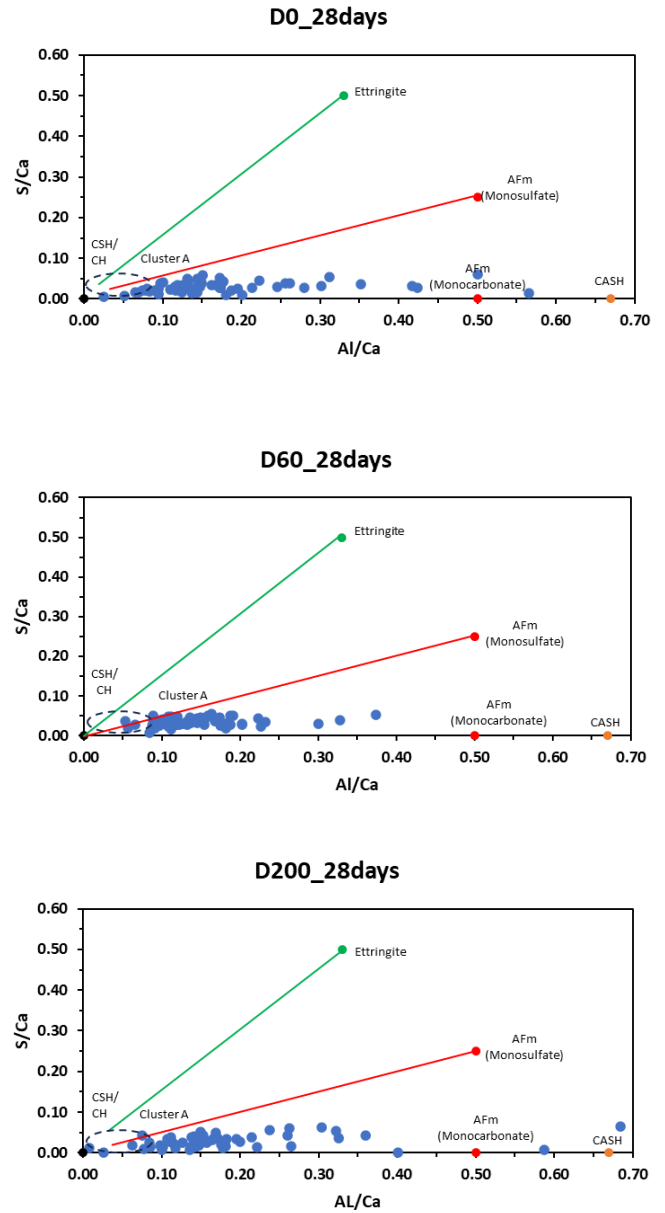 D0_28days
0.60
0.50
Ettringite
0.40
S/Ca
0.30
AFm
(Monosulfate)
0.20
CSH/
CH
Cluster A
0.10
AFm
(Monocarbonate)
CASH
0.00
0.00 0.10 0.20 0.30 0.40 0.50 0.60 0.70
Al/Ca
D60_28days
0.60
0.50
Ettringite
0.40
S/Ca
0.30
AFm
(Monosulfate)
0.20
CSH/
CH
Cluster A
0.10
AFm
(Monocarbonate)
CASH
0.00
0.00 0.10 0.20 0.30 0.40 0.50 0.60 0.70
Al/Ca
D200_28days
0.60
0.50
Ettringite
0.40
S/Ca
0.30
AFm
(Monosulfate)
0.20
CSH/
CH
Cluster A
0.10
AFm
(Monocarbonate)
CASH
0.00
0.00 0.10 0.20 0.30 0.40 0.50 0.60 0.70
AL/Ca